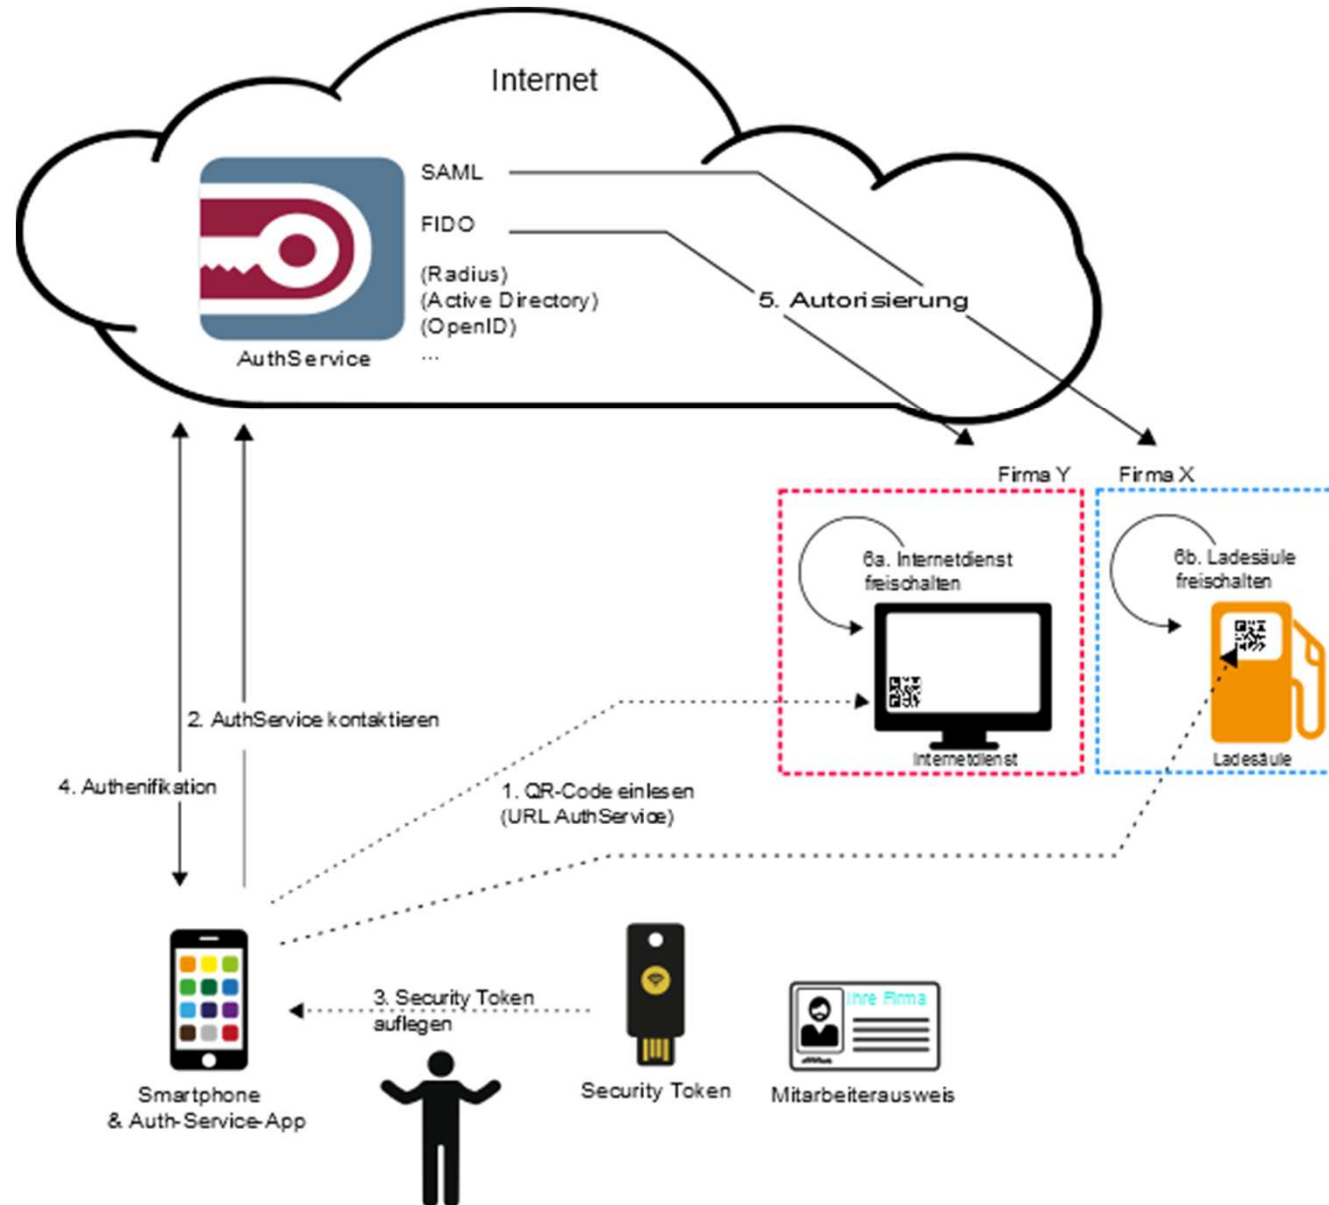 Internet
SAML
FIDO
(Radius)
(Active Directory)
(OpenID)
...
AuthService
5. Autorisierung
Firma Y
Firma X
6a. Internetdienst
freischalten
6b. Ladesäule
freischalten
Internetdienst
Ladesäule
2. AuthService kontaktieren
4. Authenifikation
1. QR-Code einlesen
(URL AuthService)
3. Security Token
auflegen
Ihre Firma
Smartphone
& Auth-Service-App
Security Token
Mitarbeiterausweis